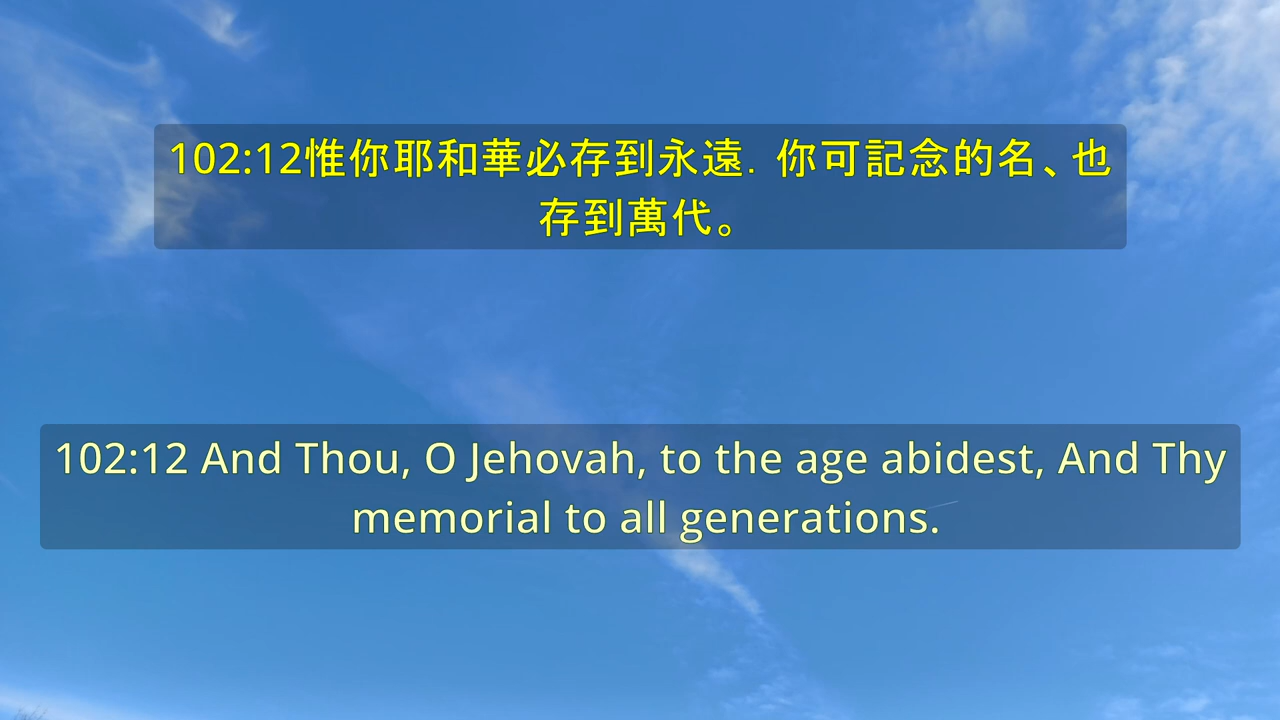 102:12惟你耶和華必存到永遠．你可記念的名、也
存到萬代。
102:12 And Thou, O Jehovah, to the age abidest, And Thy
memorial to all generations.